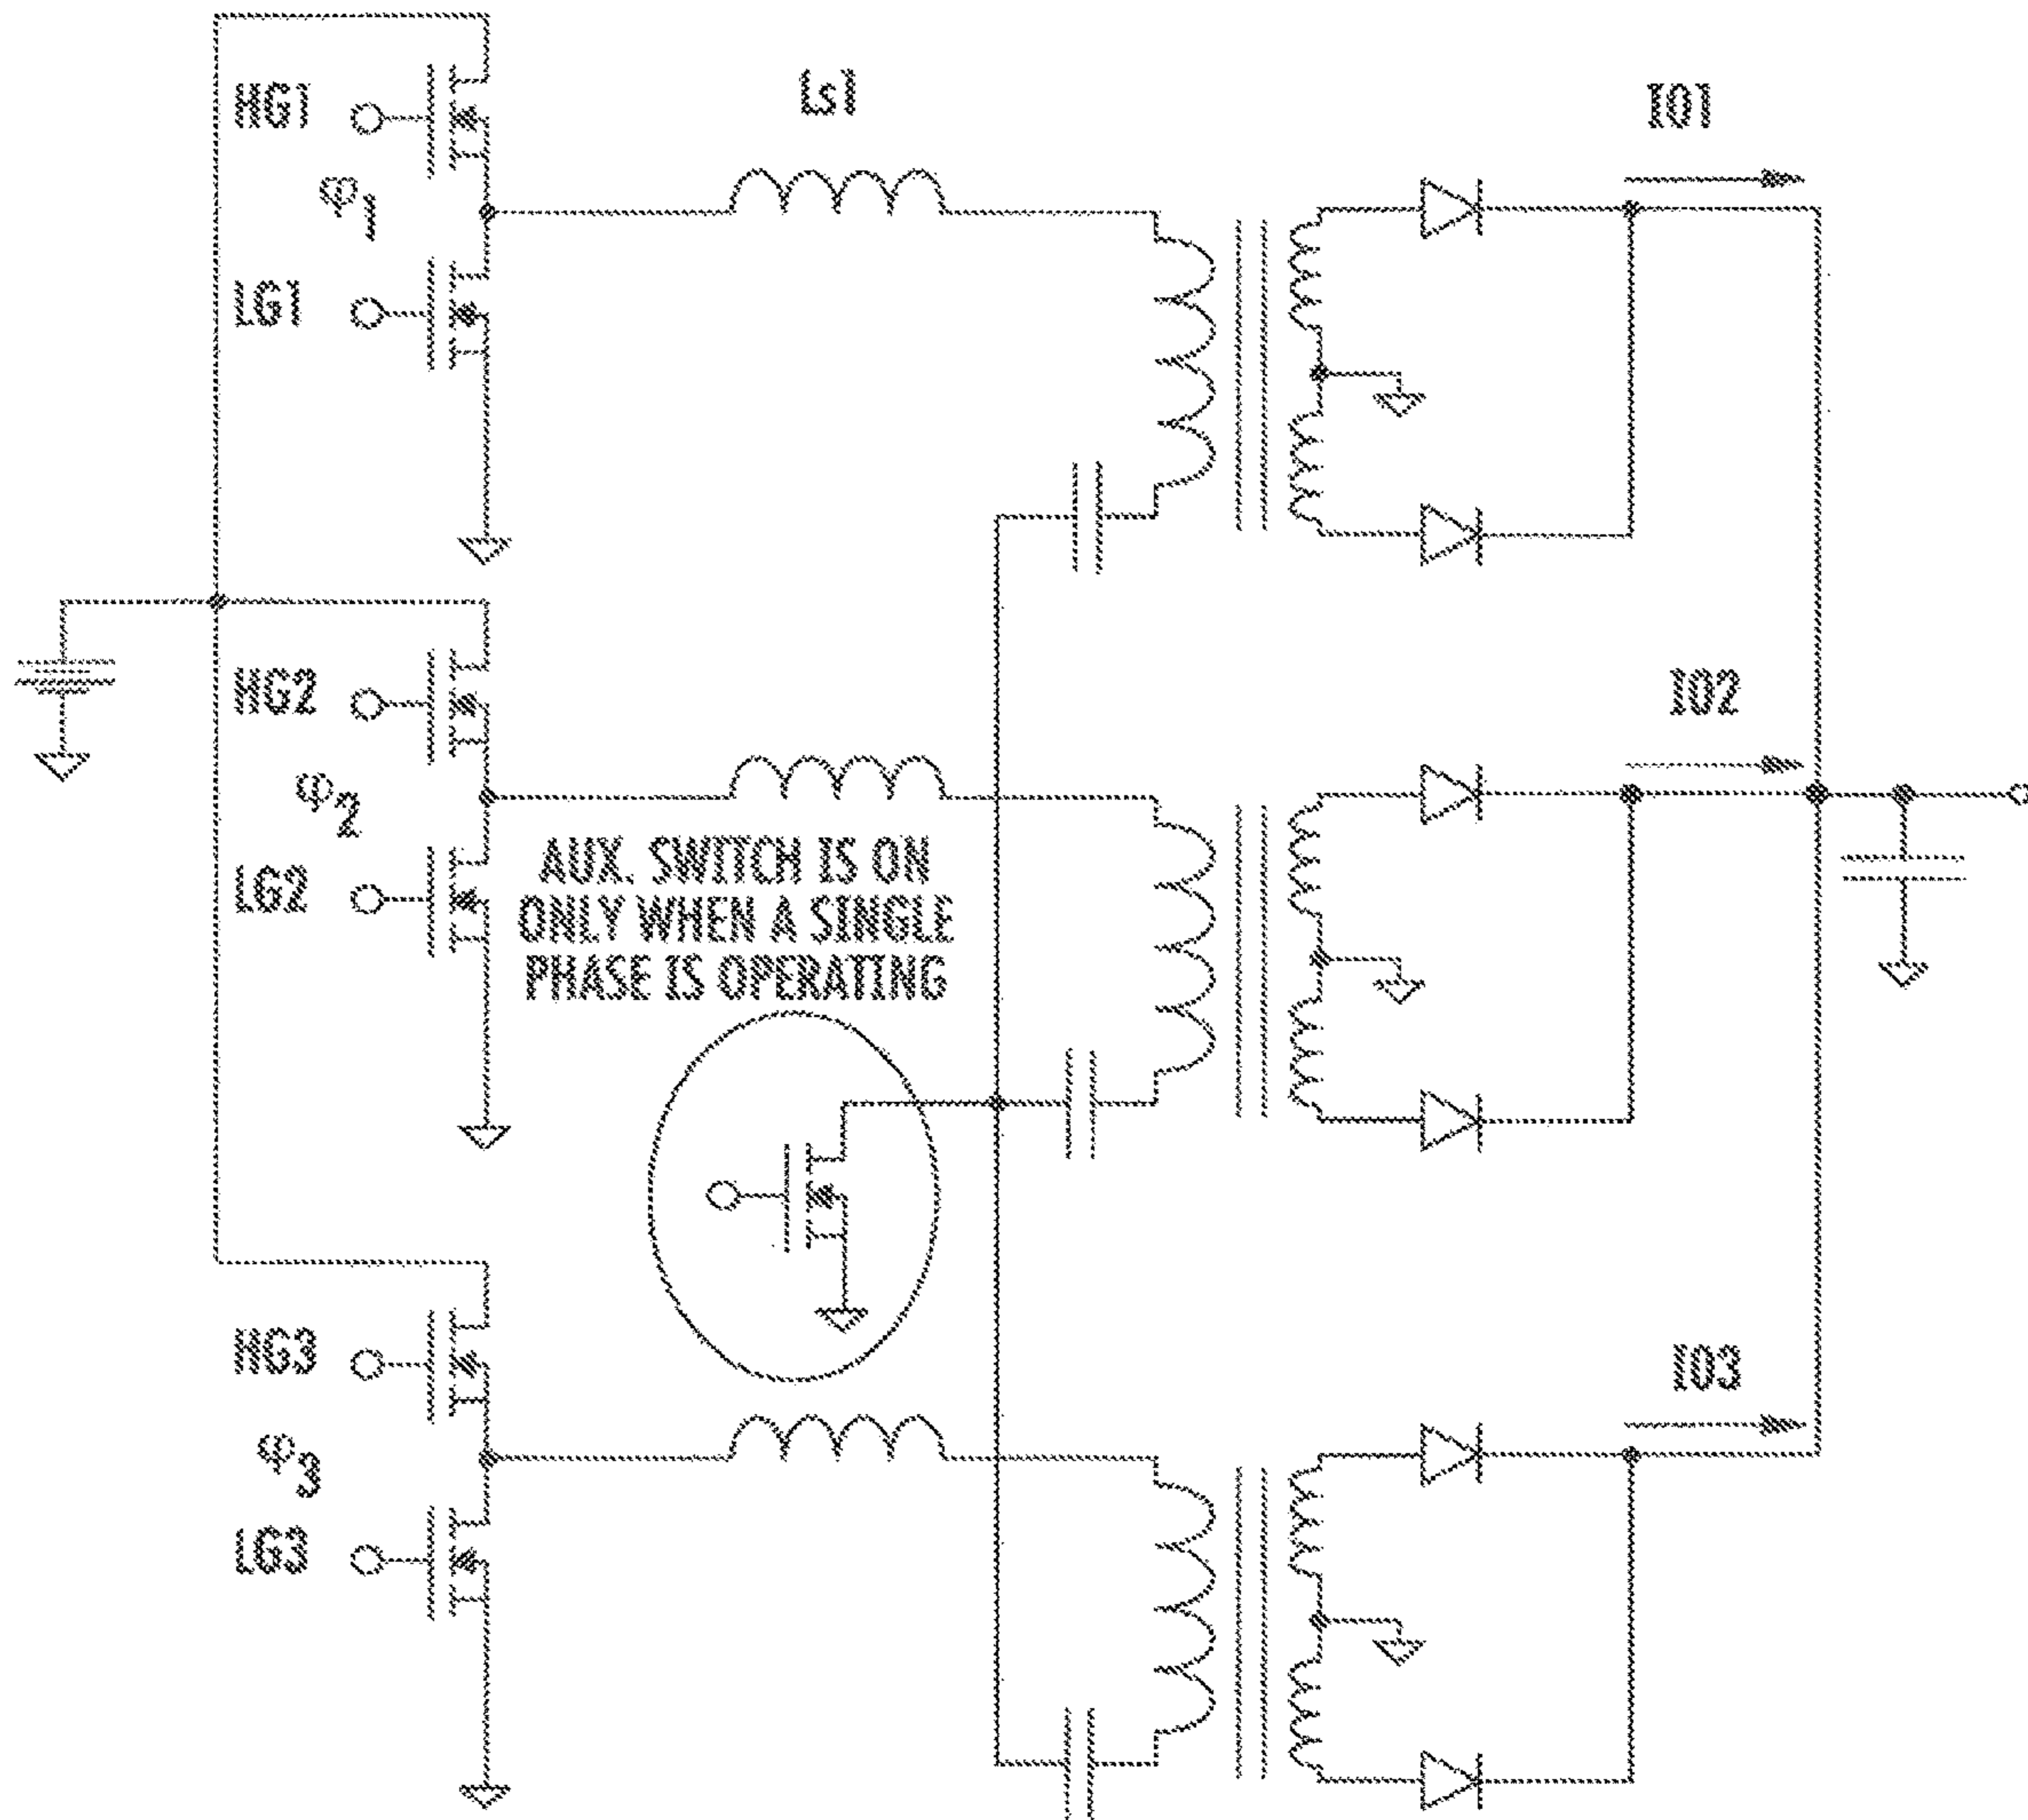 HG1
Ls1
IO1
φ1
LG1
HG2
IO2
φ2
LG2
AUX. SWITCH IS ON
ONLY WHEN A SINGLE
PHASE IS OPERATING
HG3
IO3
φ3
LG3